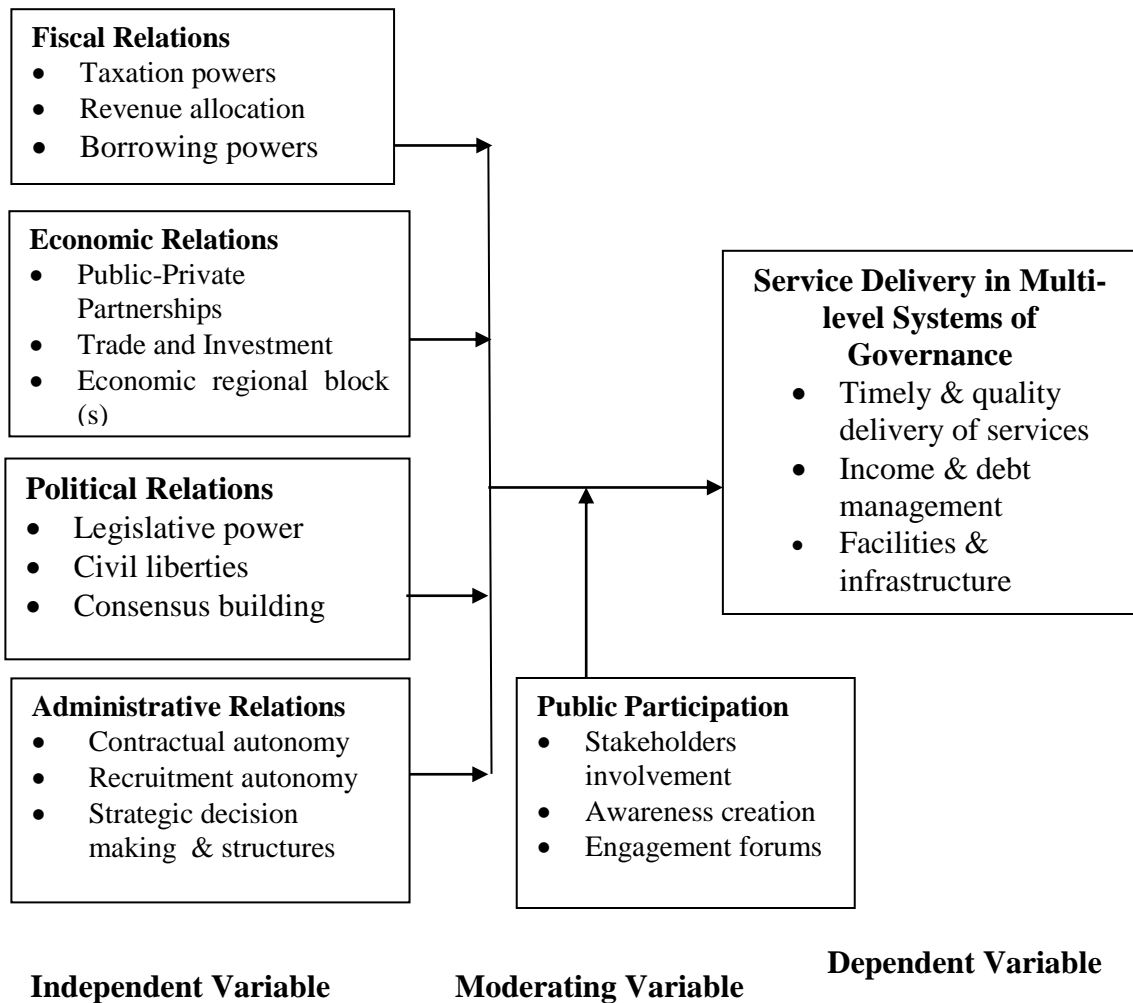 Fiscal Relations
• Taxation powers
• Revenue allocation
• Borrowing powers
Economic Relations
• Public-Private
Partnerships
• Trade and Investment
• Economic regional block
(s)
Political Relations
• Legislative power
• Civil liberties
• Consensus building
Administrative Relations
• Contractual autonomy
• Recruitment autonomy
• Strategic decision
making & structures
Public Participation
• Stakeholders
involvement
• Awareness creation
• Engagement forums
Service Delivery in Multi-
level Systems of
Governance
• Timely & quality
delivery of services
• Income & debt
management
• Facilities &
infrastructure
Independent Variable
Moderating Variable
Dependent Variable